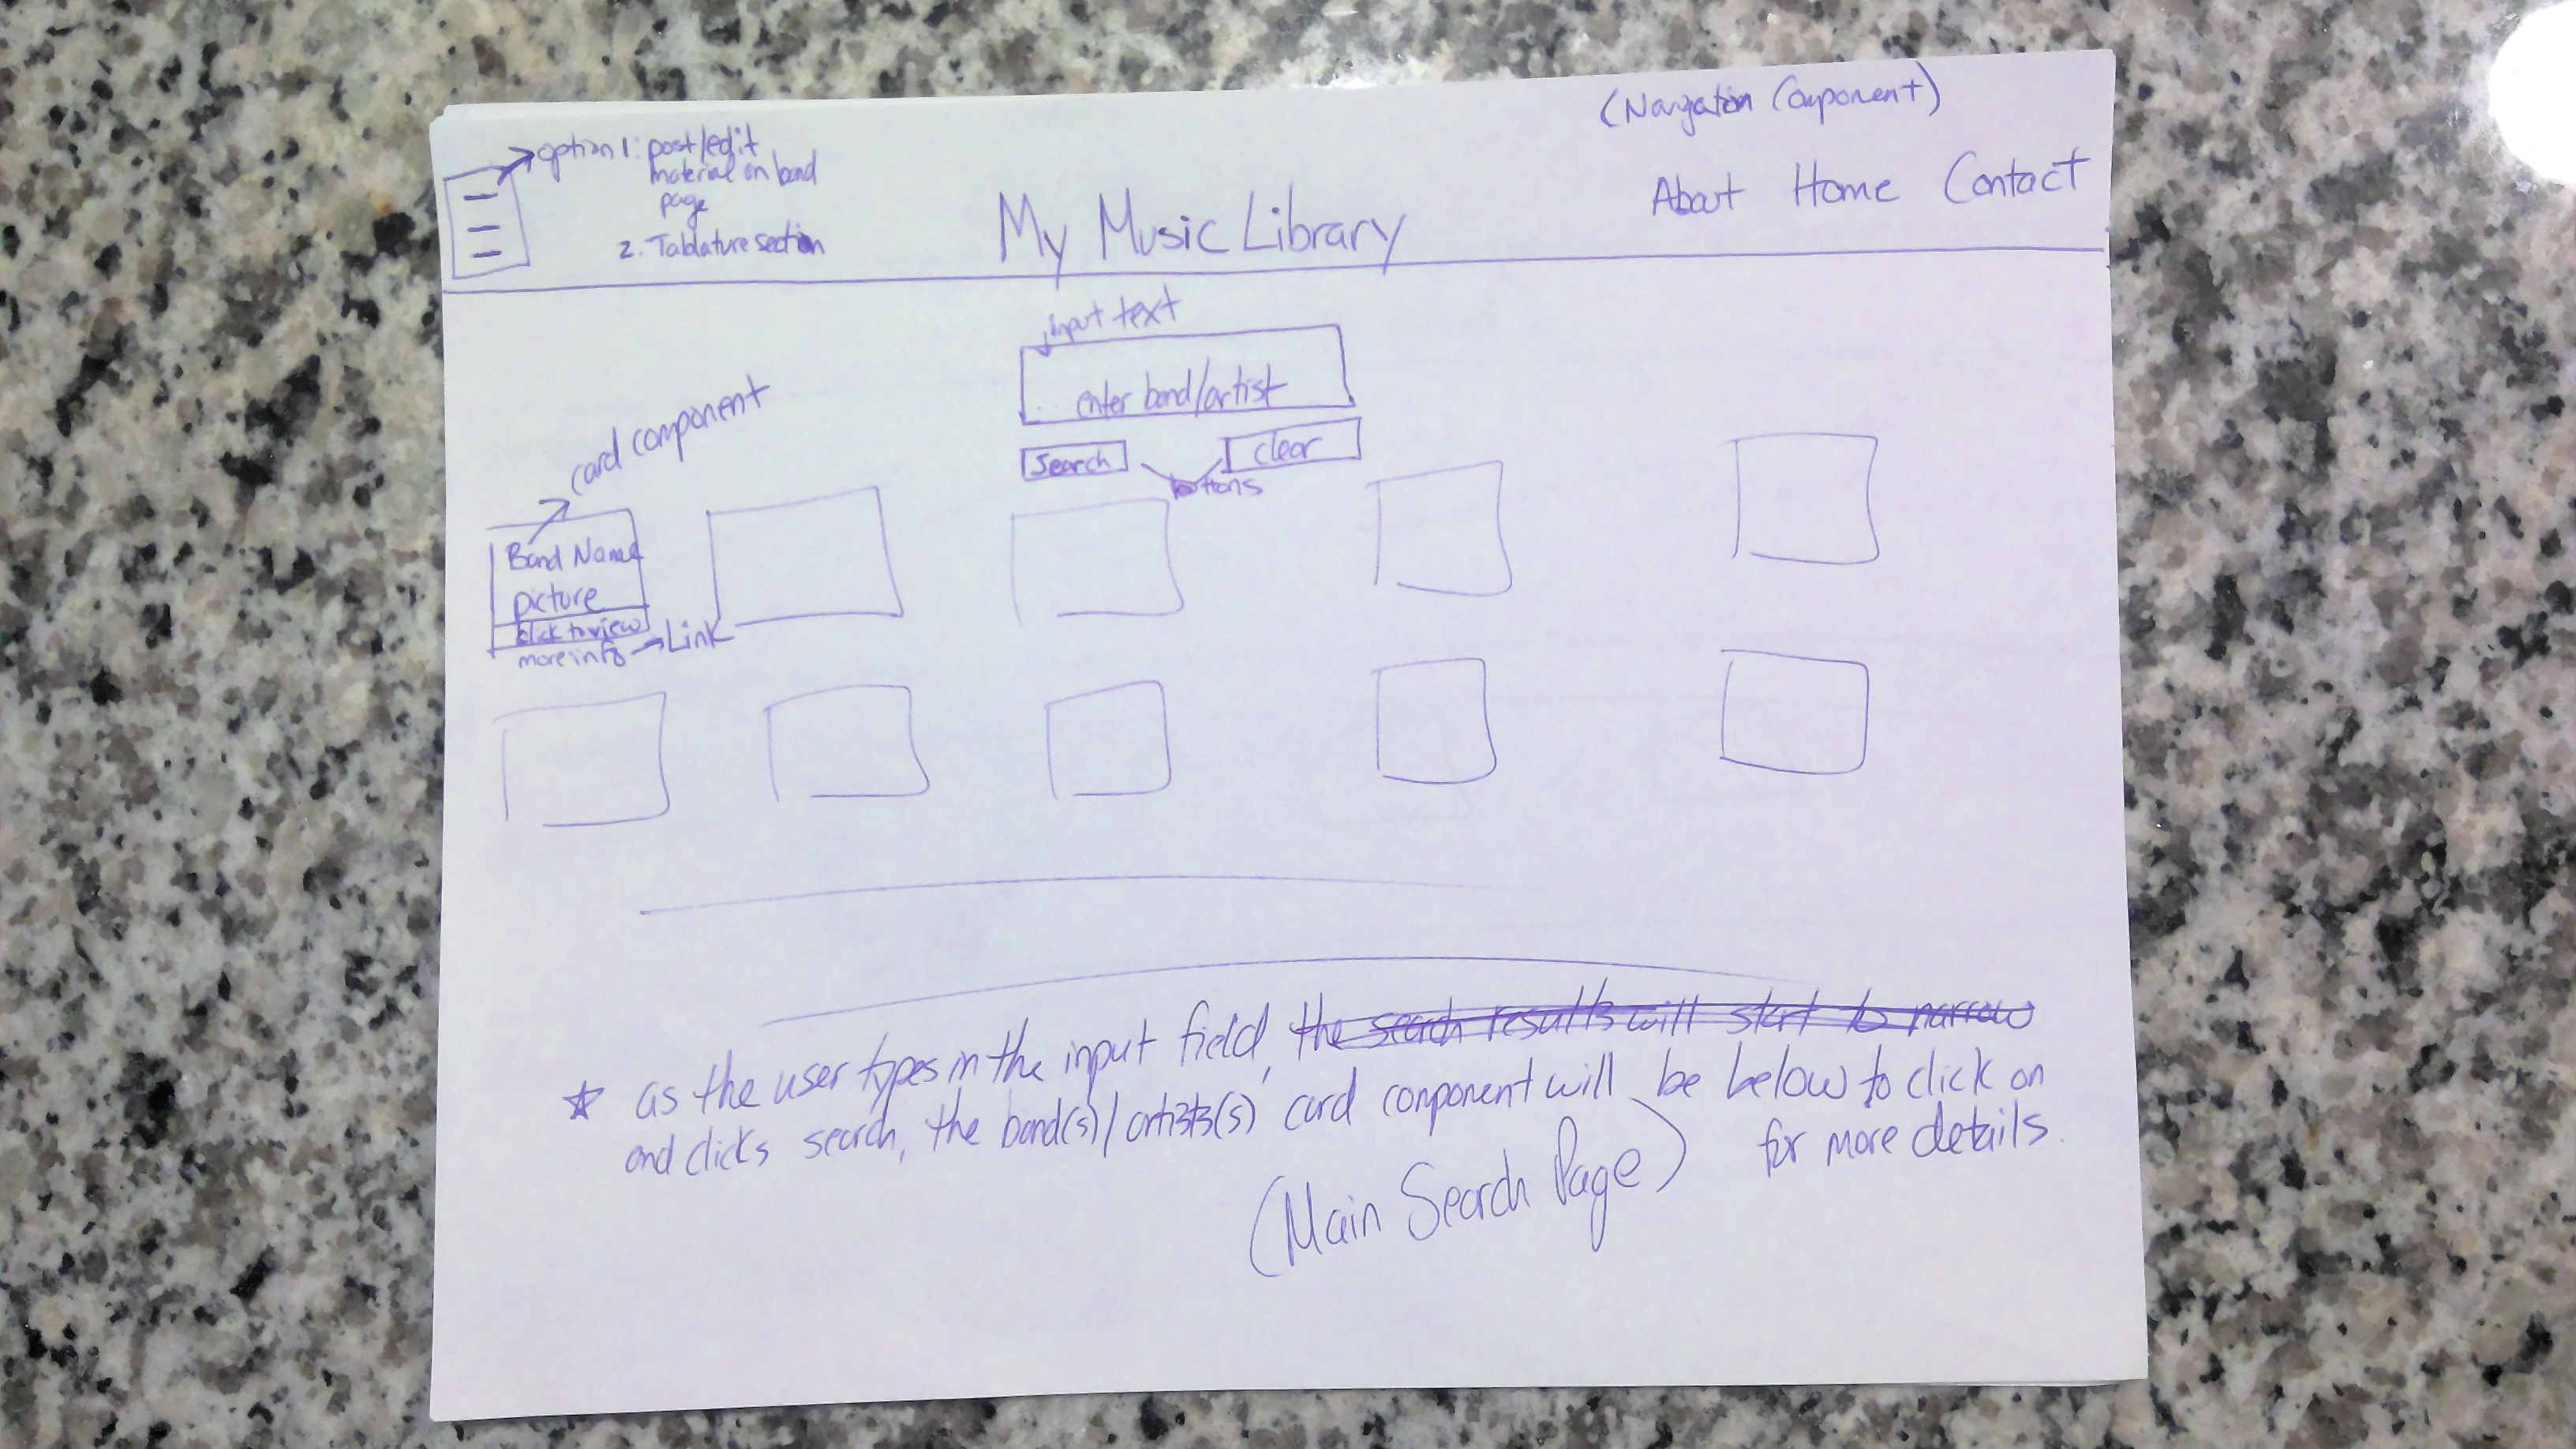 (Navigation Component)
option 1: post/edit
material on band
page
2. Tablature section
My Music Library
About Home Contact
input text
enter band/artist
Search
clear
buttons
card component
Band Name
picture
click to view
more info
Link
as the user types in the input field, the search results will start to narrow
and clicks search, the band(s)/artists(s) card component will be below to click on
for more details.
(Main Search Page)